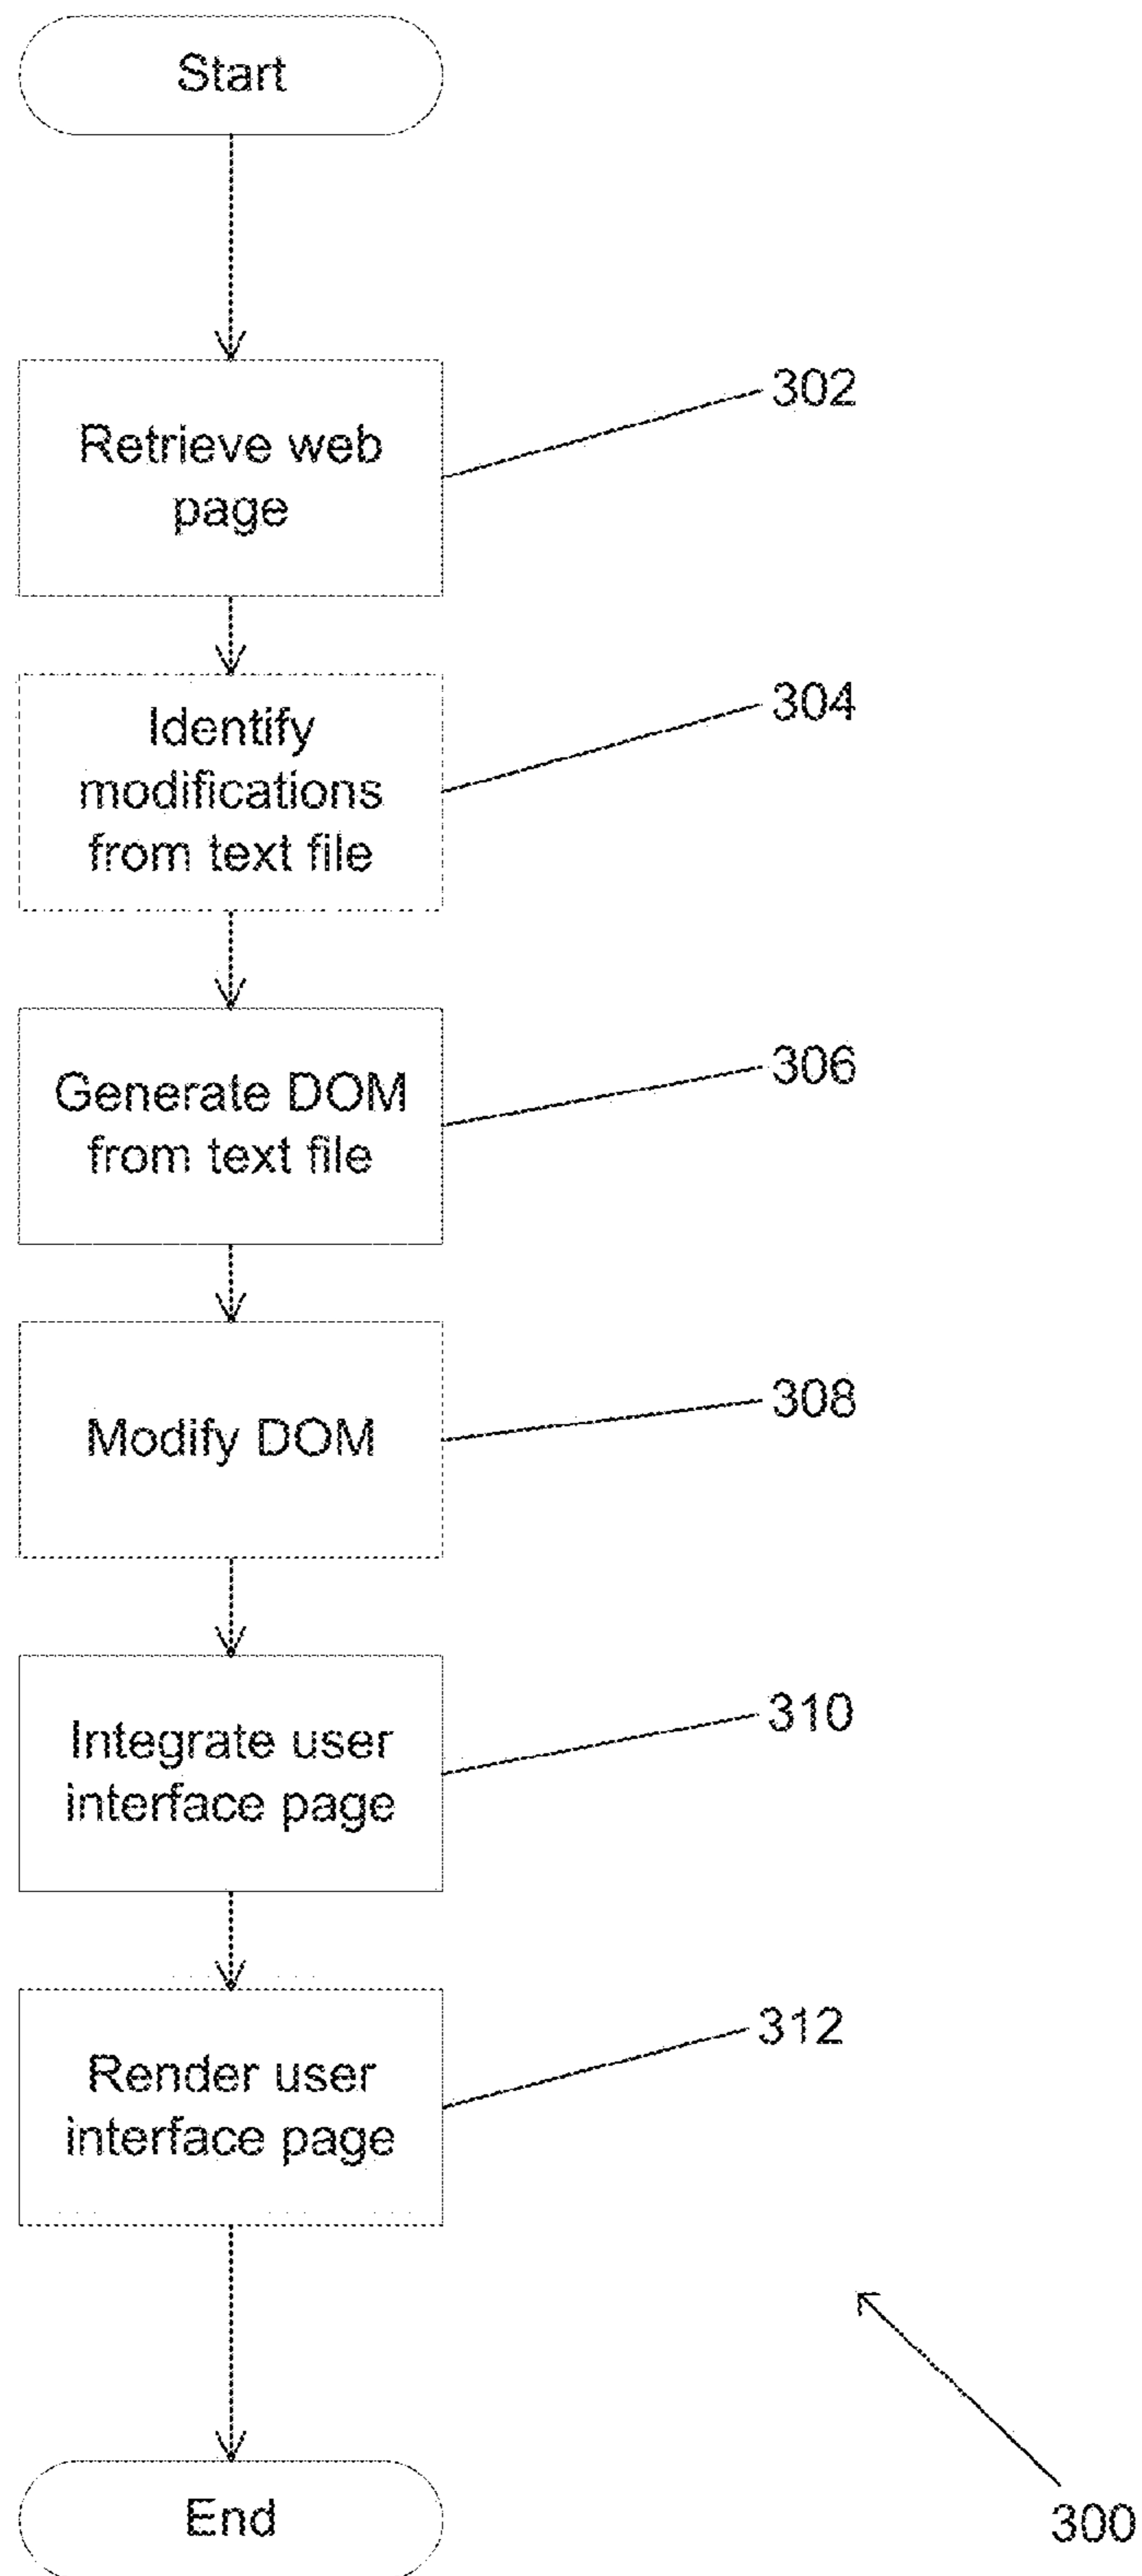 Start
Retrieve web
page
302
Identify
modifications
from text file
304
Generate DOM
from text file
306
Modify DOM
308
Integrate user
interface page
310
Render user
interface page
312
End
300